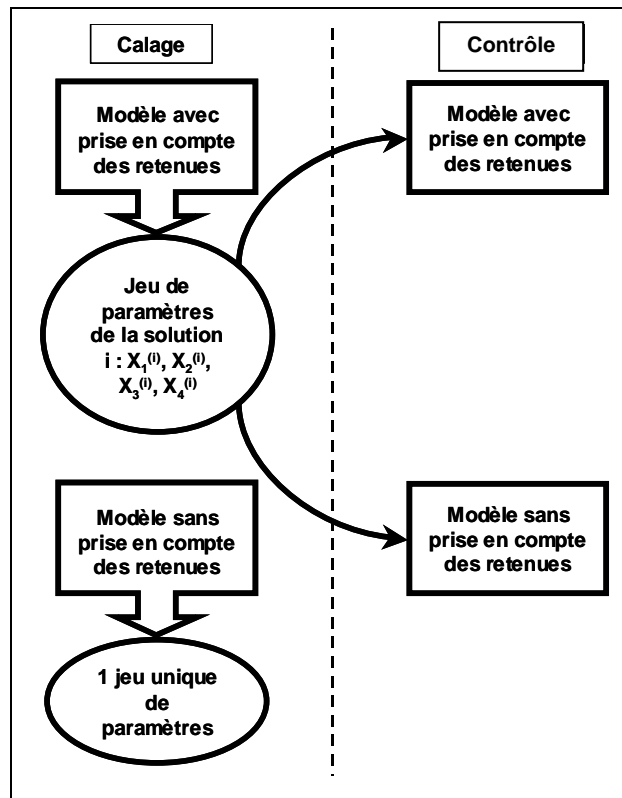 Calage
Contrôle
Modèle avec
prise en compte
des retenues
Modèle avec
prise en compte
des retenues
Jeu de
paramètres
de la solution
i : X₁⁽ⁱ⁾, X₂⁽ⁱ⁾,
X₃⁽ⁱ⁾, X₄⁽ⁱ⁾
Modèle sans
prise en compte
des retenues
Modèle sans
prise en compte
des retenues
1 jeu unique
de
paramètres